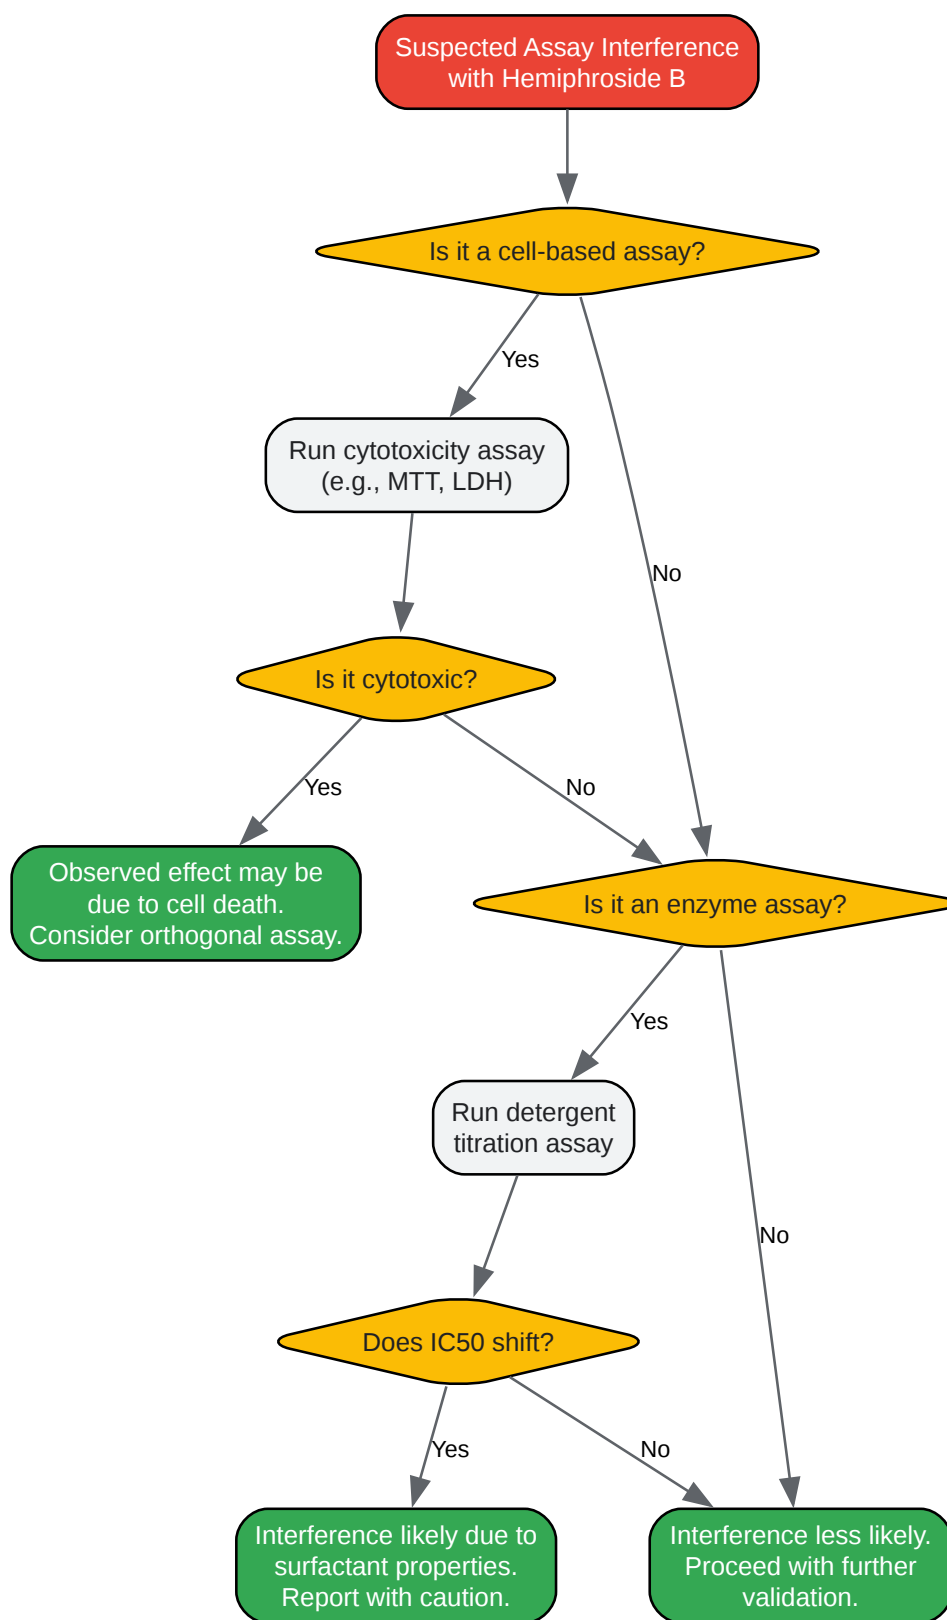 Suspected Assay Interference
with Hemiphroside B
Is it a cell-based assay?
Yes
Run cytotoxicity assay
(e.g., MTT, LDH)
No
Is it cytotoxic?
Yes
No
Observed effect may be
due to cell death.
Consider orthogonal assay.
Is it an enzyme assay?
Yes
Run detergent
titration assay
No
Does IC50 shift?
Yes
No
Interference likely due to
surfactant properties.
Report with caution.
Interference less likely.
Proceed with further
validation.